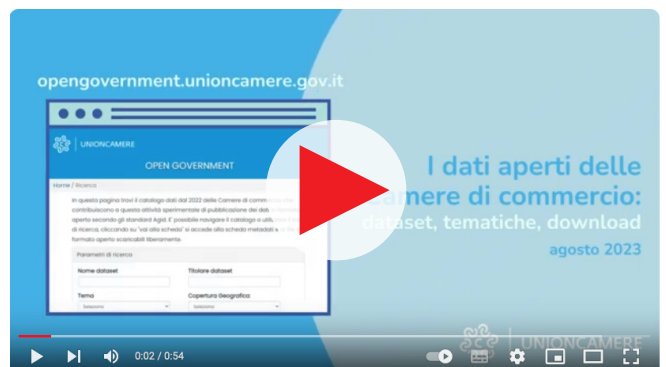 opengovernment.unioncamere.gov.it
UNIONCAMERE
OPEN GOVERNMENT
Home / Ricerca
In questa pagina trovi il catalogo dati dal 2022 delle Camere di commercio che
contribuiscono a questa attività sperimentale di pubblicazione dei dati
aperto secondo gli standard Agid. E' possibile navigare il catalogo o
di ricerca, cliccando su 'vai alla scheda' si accede alla scheda metadati
formato aperto scaricabili liberamente.
Parametri di ricerca
Nome dataset
Titolare dataset
Tema
Copertura Geografica
Seleziona
Seleziona
I dati aperti delle
camere di commercio:
dataset, tematiche, download
agosto 2023
UNIONCAMERE
0:02 / 0:54